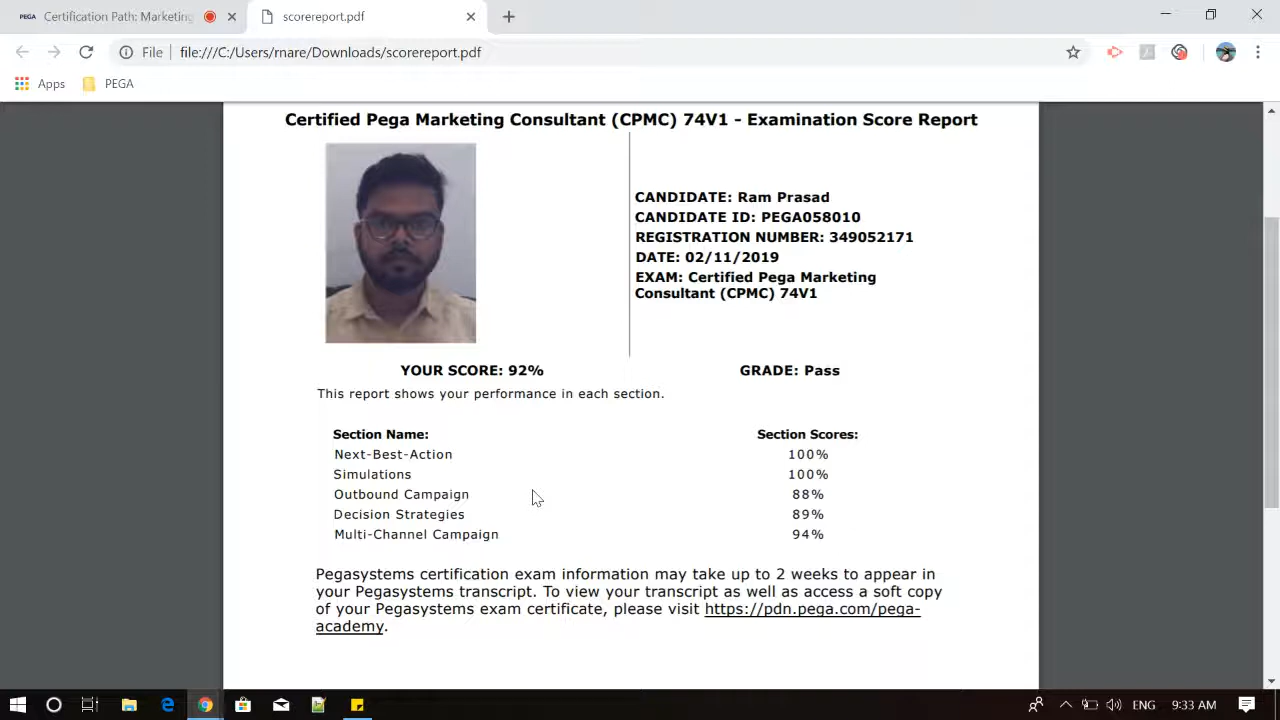 PEGA Certification Path: Marketing
scorereport.pdf
File file:///C:/Users/rnare/Downloads/scorereport.pdf
Apps PEGA
Certified Pega Marketing Consultant (CPMC) 74V1 - Examination Score Report
CANDIDATE: Ram Prasad
CANDIDATE ID: PEGA058010
REGISTRATION NUMBER: 349052171
DATE: 02/11/2019
EXAM: Certified Pega Marketing
Consultant (CPMC) 74V1
YOUR SCORE: 92% GRADE: Pass
This report shows your performance in each section.
Section Name: Section Scores:
Next-Best-Action 100%
Simulations 100%
Outbound Campaign 88%
Decision Strategies 89%
Multi-Channel Campaign 94%
Pegasystems certification exam information may take up to 2 weeks to appear in
your Pegasystems transcript. To view your transcript as well as access a soft copy
of your Pegasystems exam certificate, please visit https://pdn.pega.com/pega-
academy.
ENG 9:33 AM